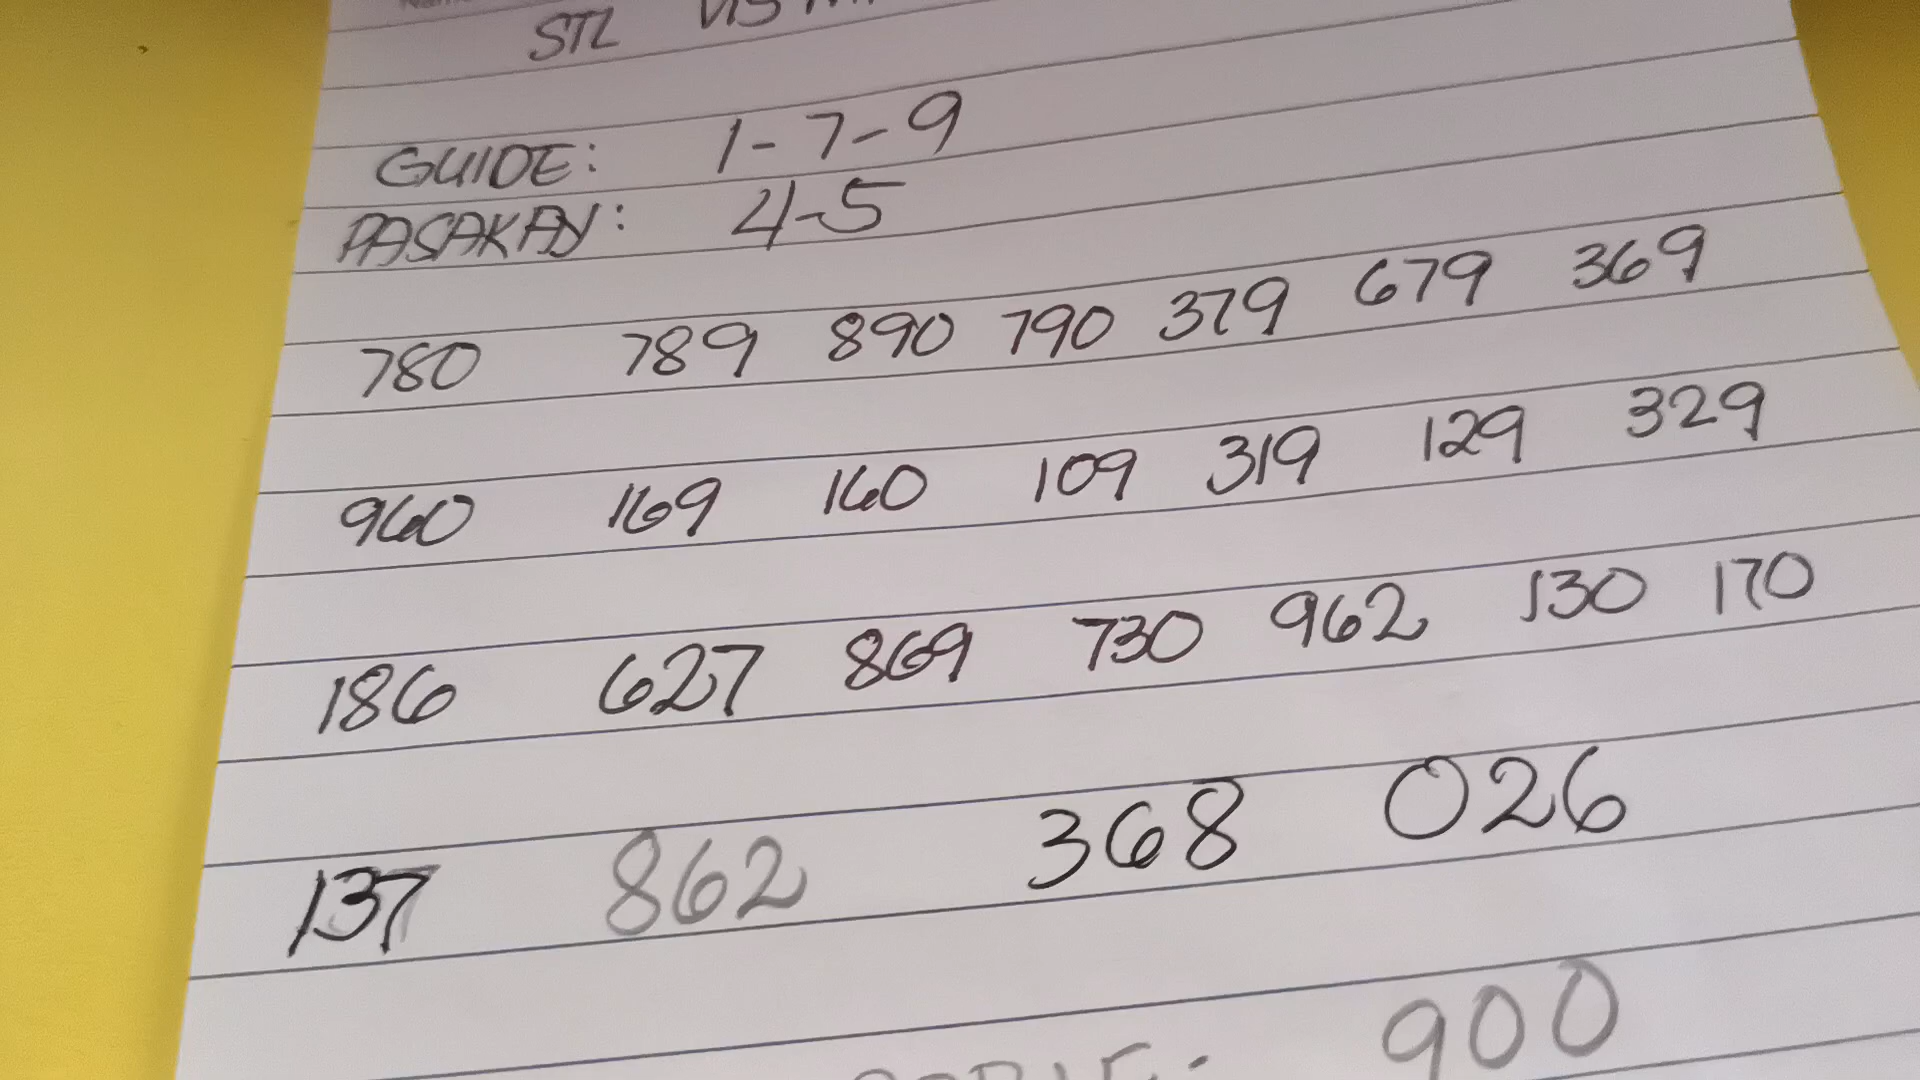 STL
GUIDE: 1-7-9
PASAKAY: 4-5
780 789 890 790 379 679 369
960 169 160 109 319 129 329
186 627 869 730 962 130 170
137 862 368 026
900